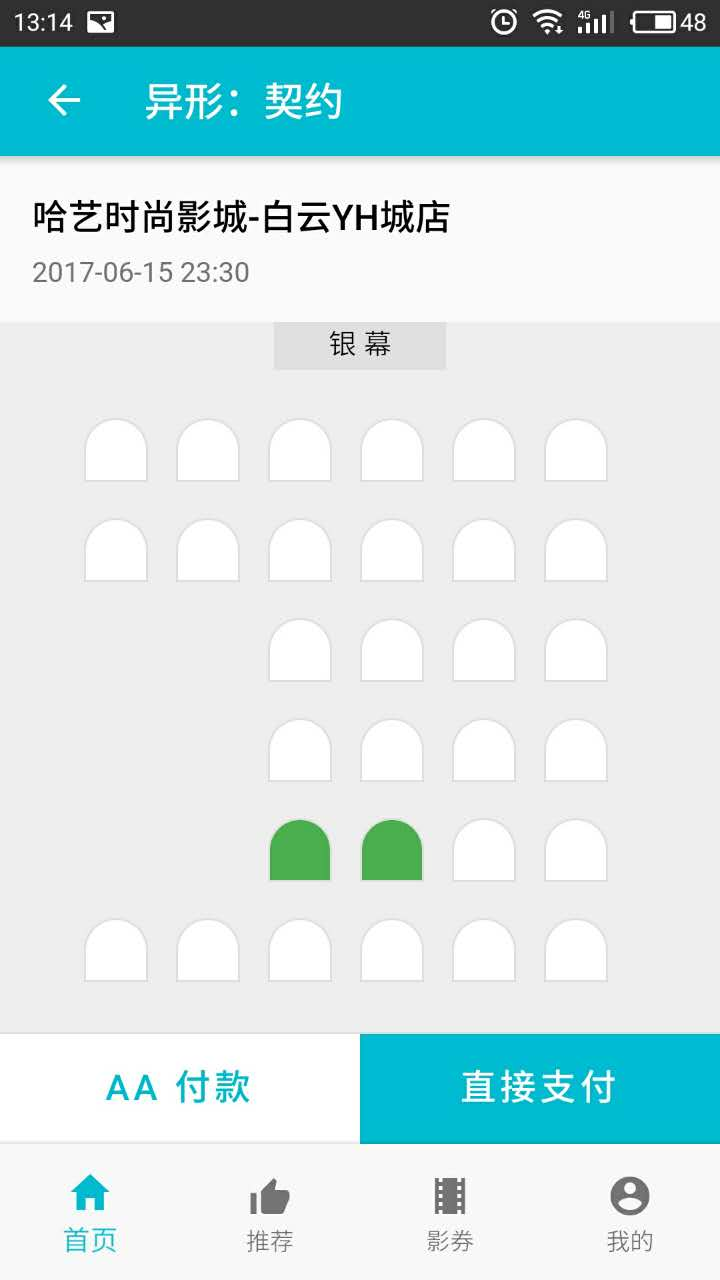 13:14 4G 48
异形：契约
哈艺时尚影城-白云YH城店
2017-06-15 23:30
银 幕
AA 付款 直接支付
首页 推荐 影券 我的